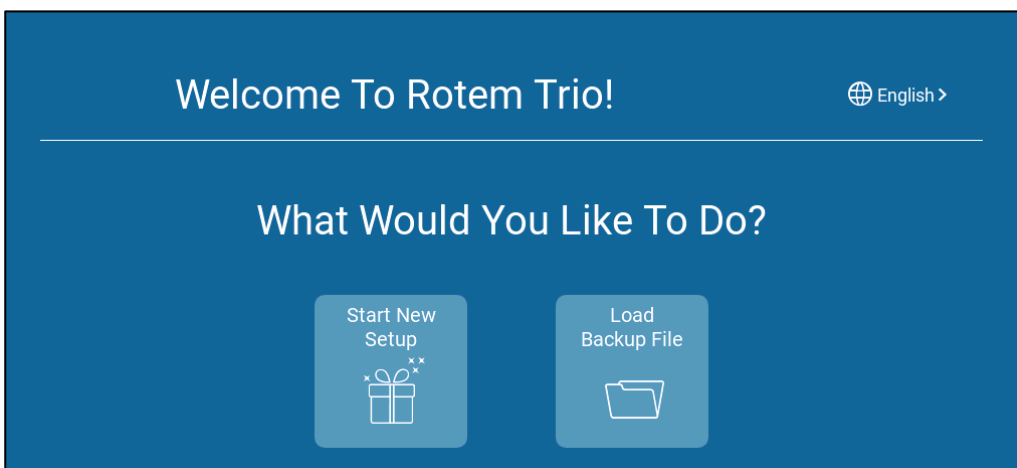 Welcome To Rotem Trio!
English
What Would You Like To Do?
Start New
Setup
Load
Backup File